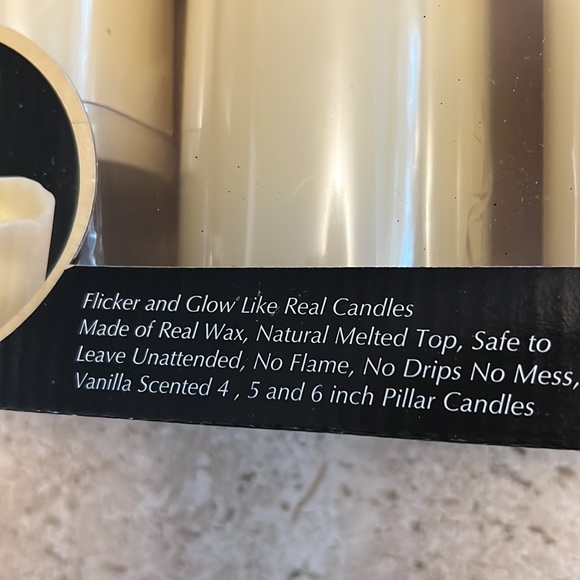 Flicker and Glow Like Real Candles
Made of Real Wax, Natural Melted Top, Safe to
Leave Unattended, No Flame, No Drips No Mess,
Vanilla Scented 4 , 5 and 6 inch Pillar Candles